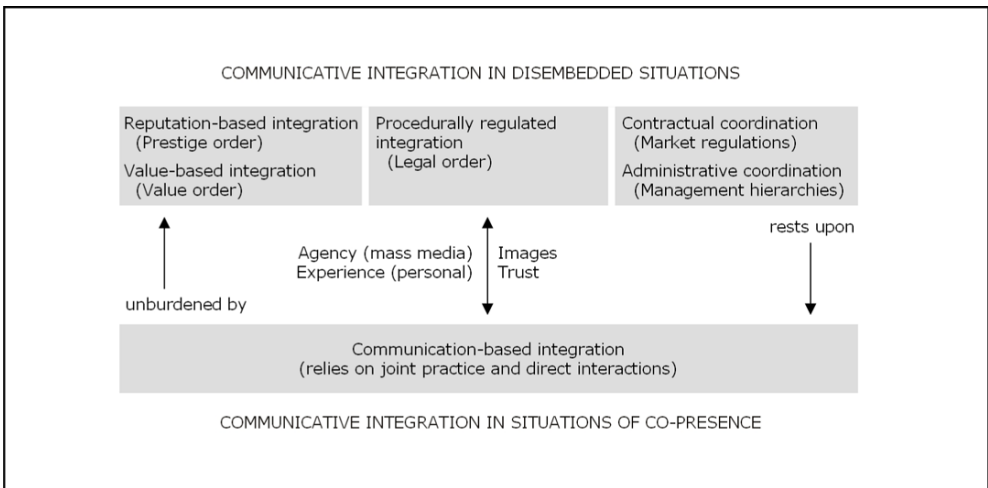 COMMUNICATIVE INTEGRATION IN DISEMBEDDED SITUATIONS
Reputation-based integration
(Prestige order)
Value-based integration
(Value order)
Procedurally regulated
integration
(Legal order)
Contractual coordination
(Market regulations)
Administrative coordination
(Management hierarchies)
unburdened by
Agency (mass media)
Experience (personal)
Images
Trust
rests upon
Communication-based integration
(relies on joint practice and direct interactions)
COMMUNICATIVE INTEGRATION IN SITUATIONS OF CO-PRESENCE